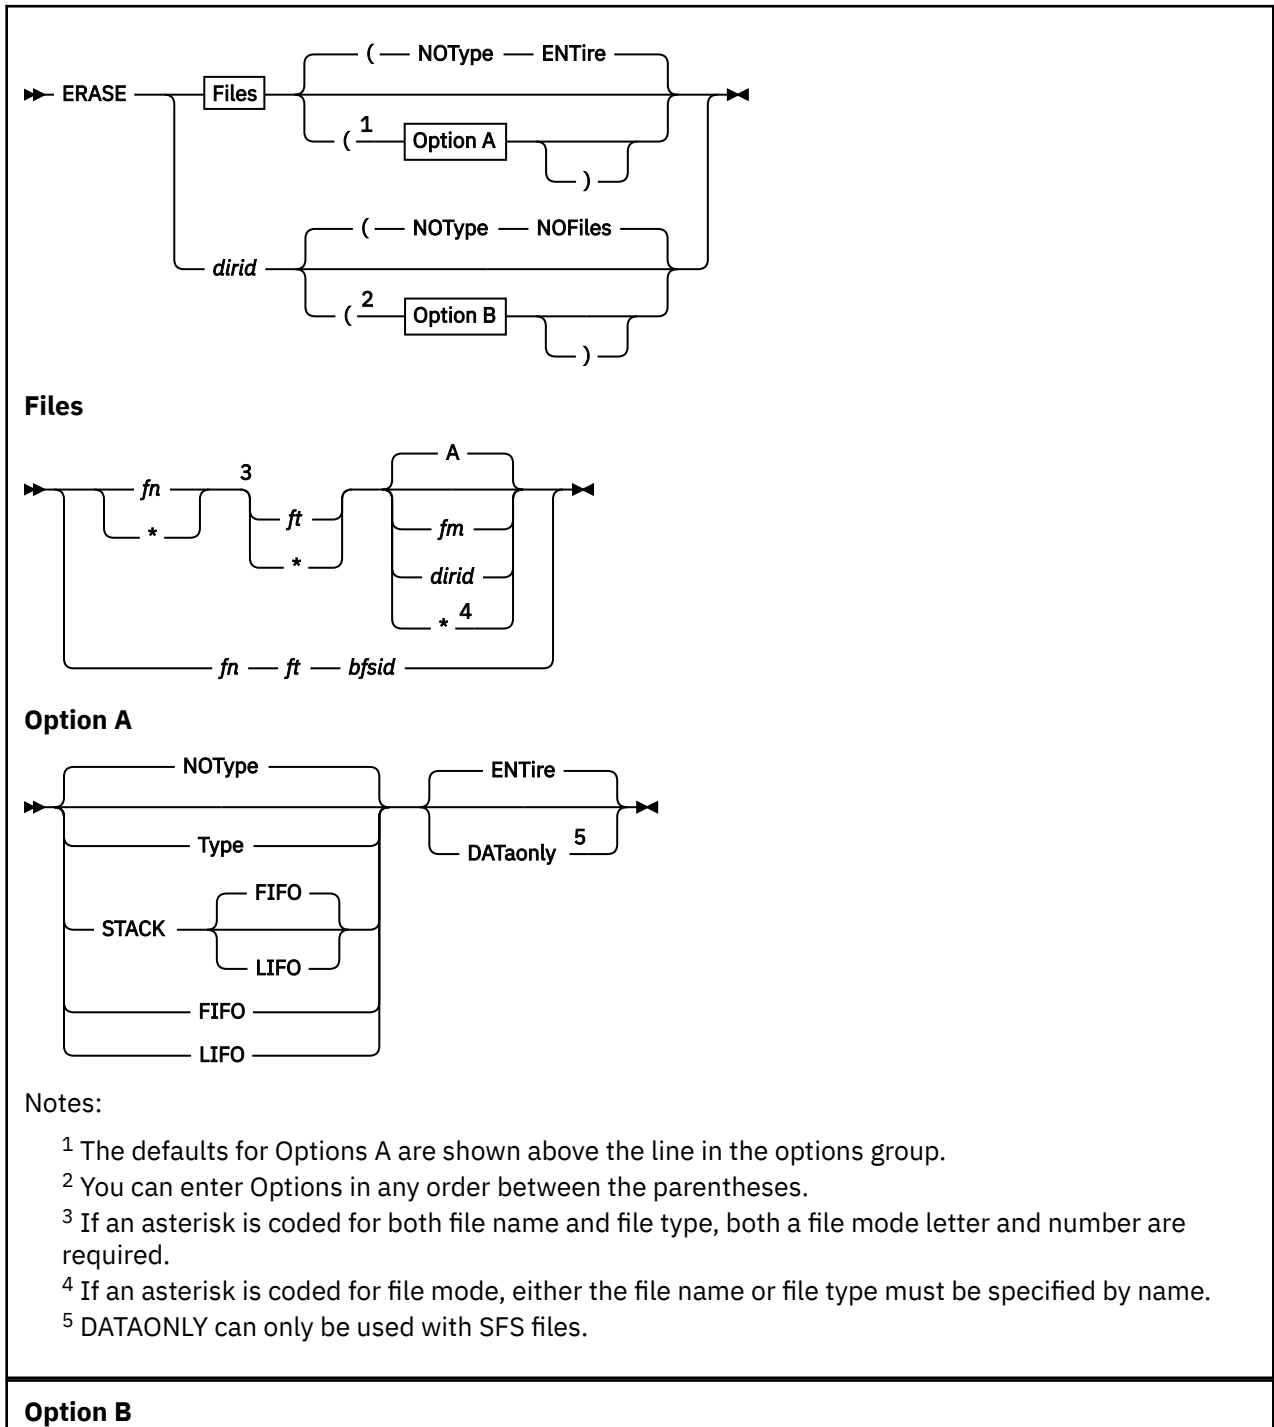 ( NOType ENTire
ERASE Files
( 1 Option A
)
( NOType NOFiles
dirid
( 2 Option B
)
Files
A
fn 3
ft
* fm
*
dirid
* 4
fn ft bfsid
Option A
NOType ENTire
Type DATaonly 5
FIFO
STACK
LIFO
FIFO
LIFO
Notes:
1 The defaults for Options A are shown above the line in the options group.
2 You can enter Options in any order between the parentheses.
3 If an asterisk is coded for both file name and file type, both a file mode letter and number are
required.
4 If an asterisk is coded for file mode, either the file name or file type must be specified by name.
5 DATAONLY can only be used with SFS files.
Option B